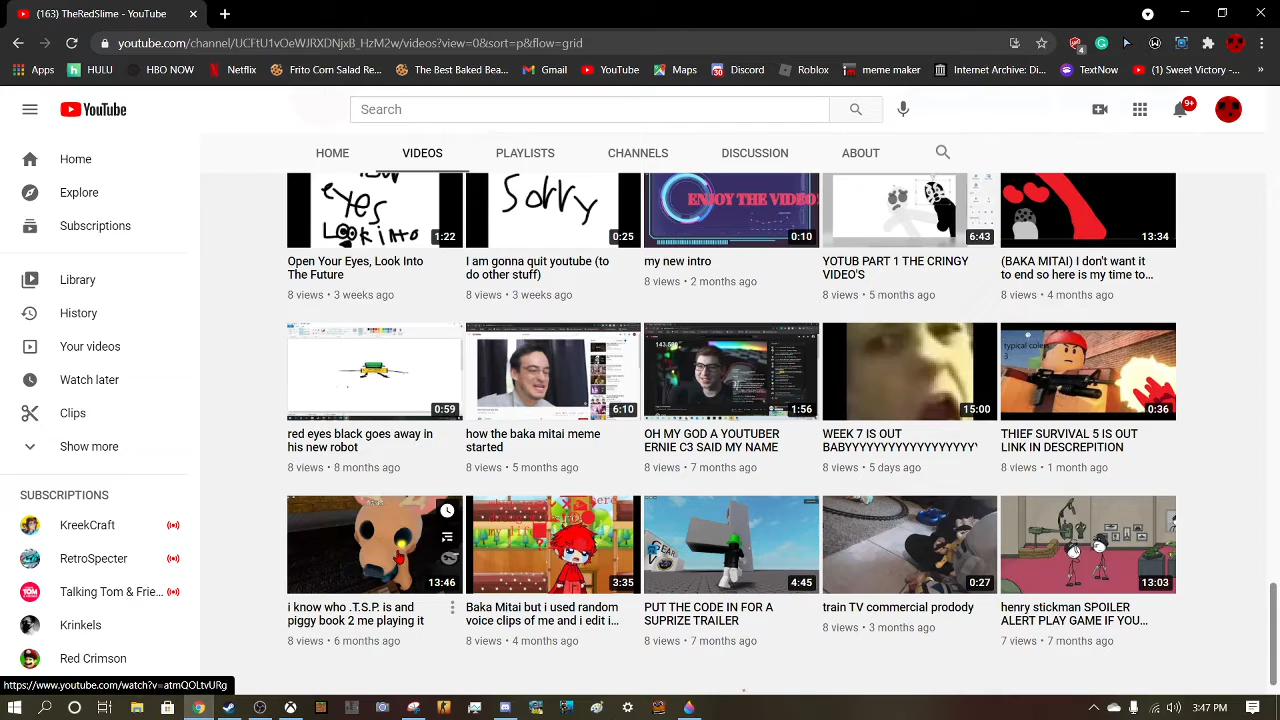 (163) TheRedSlime - YouTube
youtube.com/channel/UCFtU1vOeWJRXDNjxB_HzM2w/videos?view=0&sort=p&flow=grid
Apps HULU HBO NOW Netflix Frito Corn Salad Re... The Best Baked Bea... Gmail YouTube Maps 30 Discord Roblox meme maker Internet Archive: Di... TextNow (1) Sweet Victory -... »
YouTube
Search
9+
HOME VIDEOS PLAYLISTS CHANNELS DISCUSSION ABOUT
Home
Explore
Subscriptions
Library
History
Your videos
Watch later
Clips
Show more
SUBSCRIPTIONS
KreekCraft
RetroSpecter
Talking Tom & Frie...
Krinkels
Red Crimson
eyes
Look into
1:22
Sorry
0:25
ENJOY THE VIDEO
0:10
6:43
13:34
Open Your Eyes, Look Into The Future
8 views • 3 weeks ago
I am gonna quit youtube (to do other stuff)
8 views • 3 weeks ago
my new intro
8 views • 2 months ago
YOTUB PART 1 THE CRINGY VIDEO'S
8 views • 5 months ago
(BAKA MITAI) I don't want it to end so here is my time to...
8 views • 4 months ago
0:59
6:10
1:56
15:00
typical colers
3
0:36
red eyes black goes away in his new robot
8 views • 8 months ago
how the baka mitai meme started
8 views • 5 months ago
OH MY GOD A YOUTUBER ERNIE C3 SAID MY NAME
8 views • 7 months ago
WEEK 7 IS OUT BABYYYYYYYYYYYYYYYYYY
8 views • 5 days ago
THIEF SURVIVAL 5 IS OUT LINK IN DESCREPITION
8 views • 1 month ago
13:46
3:35
4:45
0:27
13:03
i know who .T.S.P. is and piggy book 2 me playing it
8 views • 6 months ago
Baka Mitai but i used random voice clips of me and i edit i...
8 views • 4 months ago
PUT THE CODE IN FOR A SUPRIZE TRAILER
8 views • 7 months ago
train TV commercial prodody
8 views • 3 months ago
henry stickman SPOILER ALERT PLAY GAME IF YOU...
7 views • 7 months ago
https://www.youtube.com/watch?v=atmQOLtvURg
3:47 PM